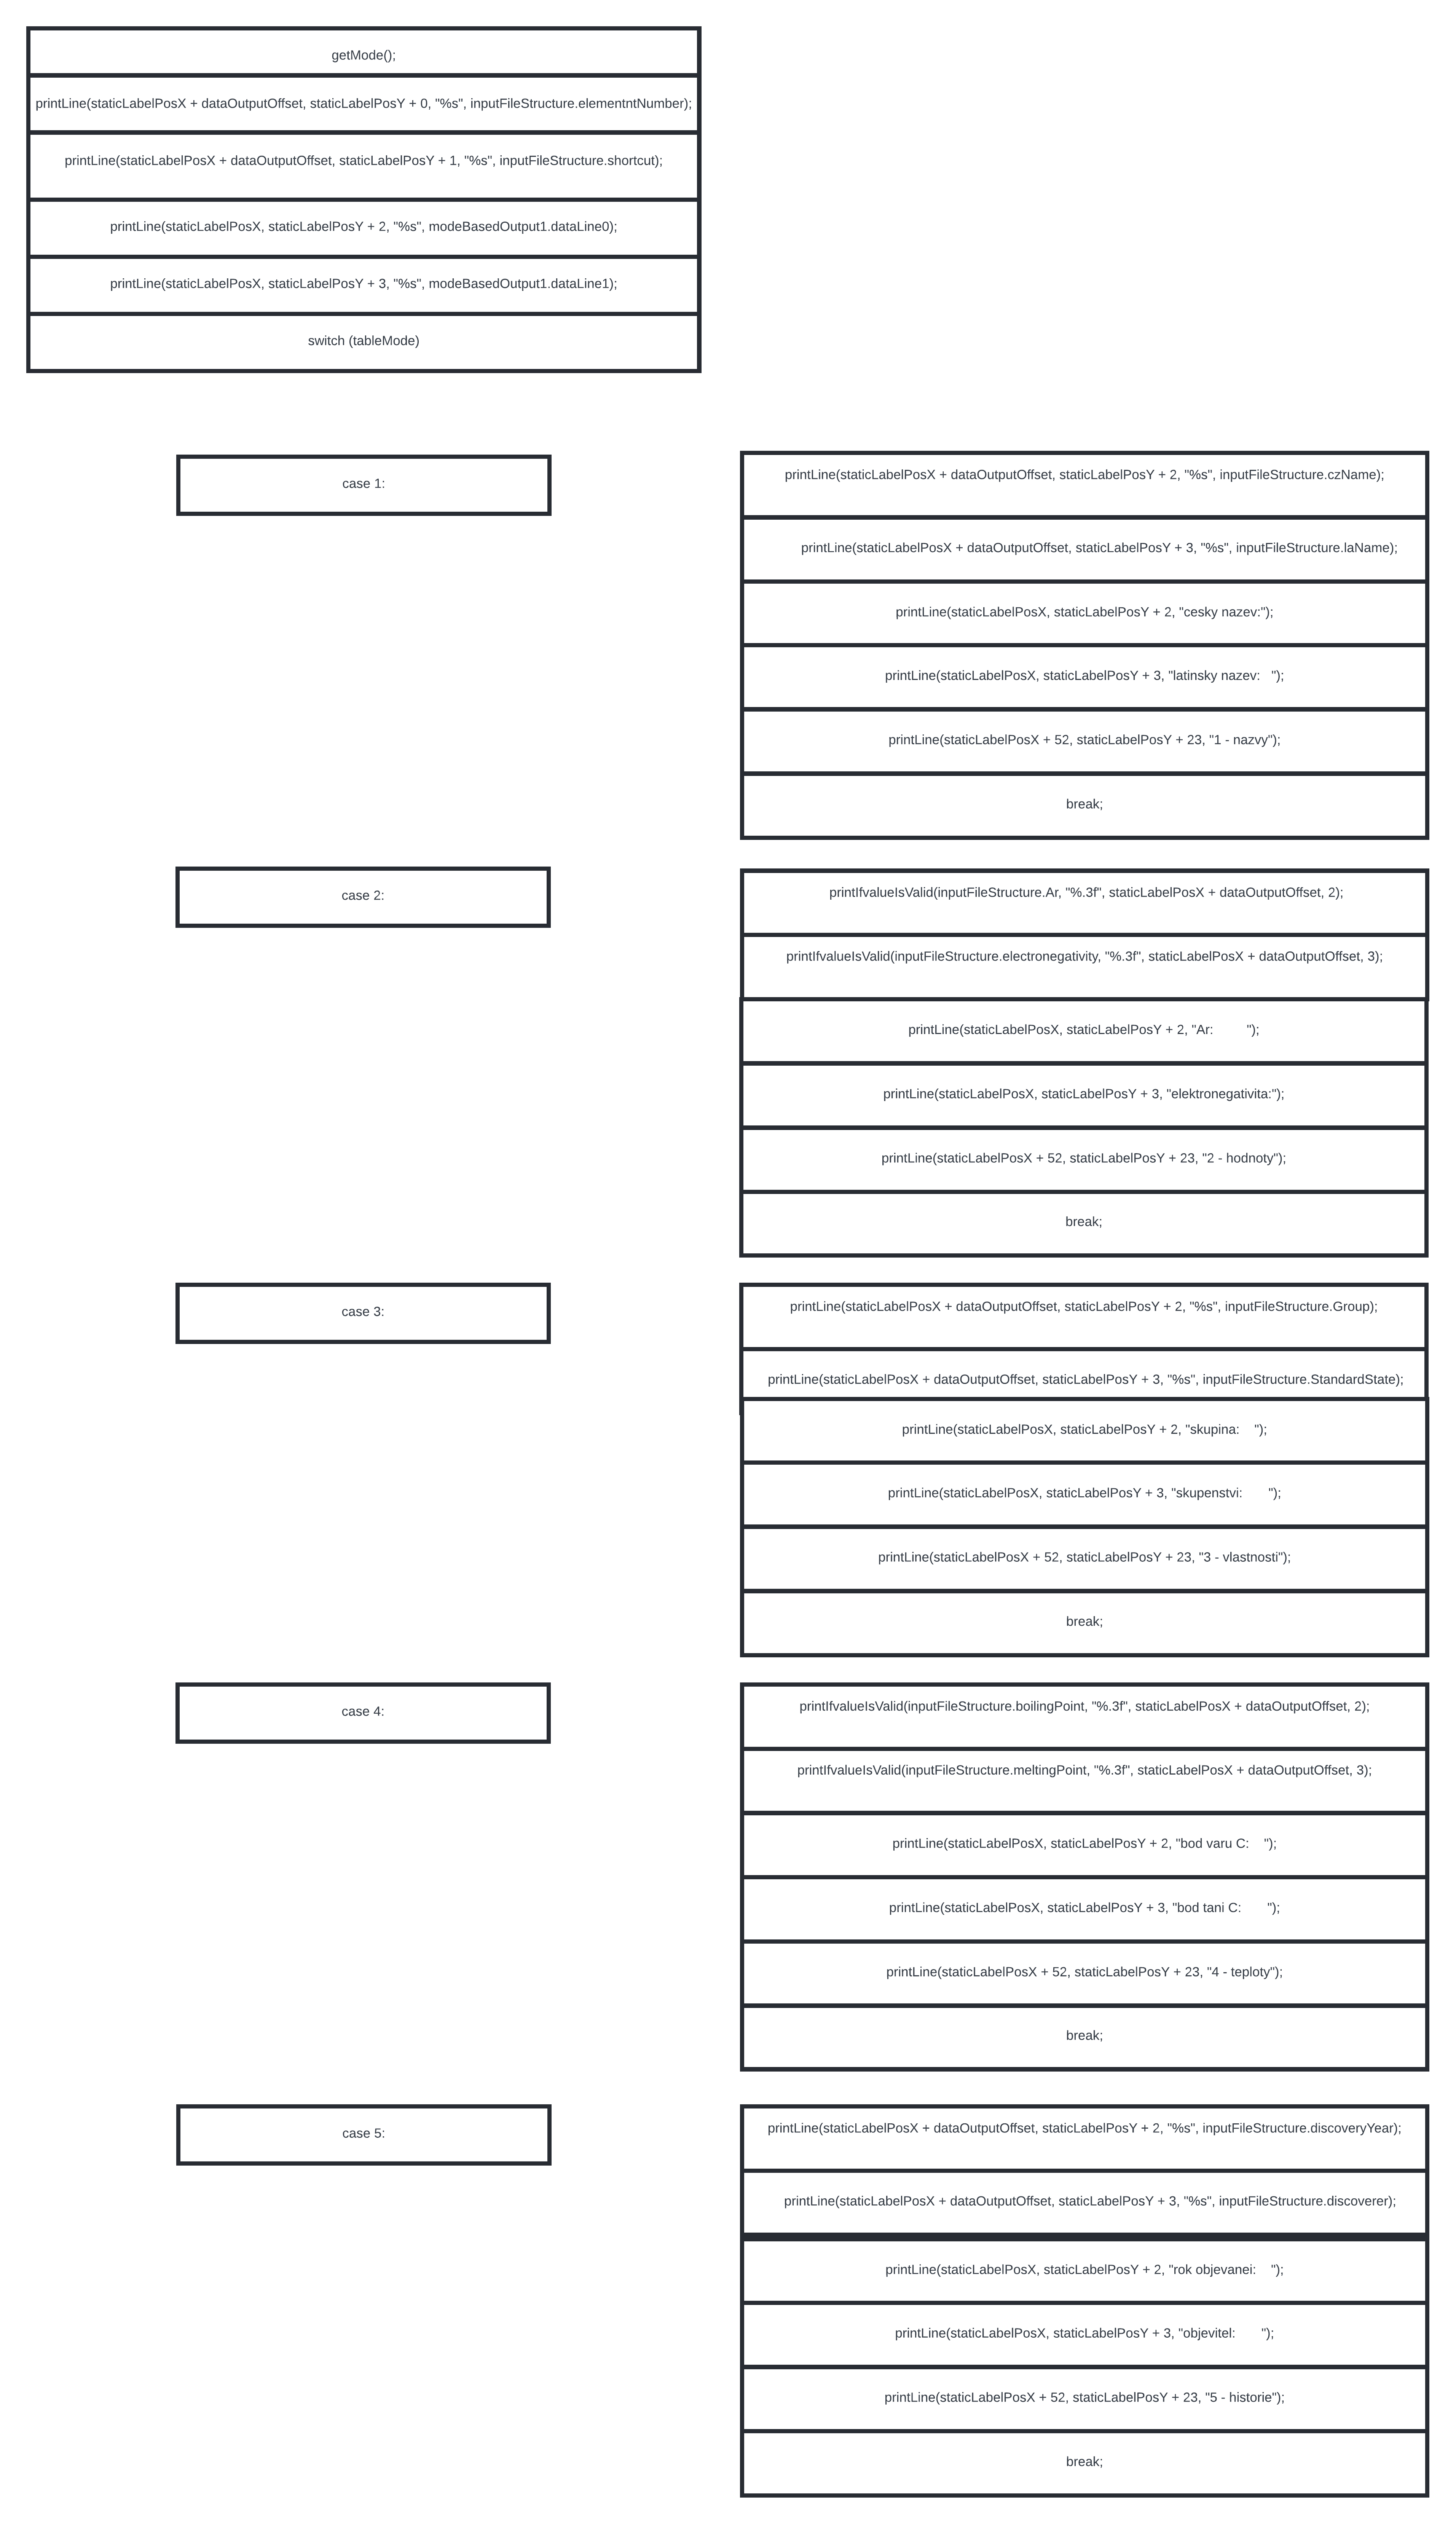 getMode();
printLine(staticLabelPosX + dataOutputOffset, staticLabelPosY + 0, "%s", inputFileStructure.elementntNumber);
printLine(staticLabelPosX + dataOutputOffset, staticLabelPosY + 1, "%s", inputFileStructure.shortcut);
printLine(staticLabelPosX, staticLabelPosY + 2, "%s", modeBasedOutput1.dataLine0);
printLine(staticLabelPosX, staticLabelPosY + 3, "%s", modeBasedOutput1.dataLine1);
switch (tableMode)
case 1:
printLine(staticLabelPosX + dataOutputOffset, staticLabelPosY + 2, "%s", inputFileStructure.czName);
printLine(staticLabelPosX + dataOutputOffset, staticLabelPosY + 3, "%s", inputFileStructure.laName);
printLine(staticLabelPosX, staticLabelPosY + 2, "cesky nazev:");
printLine(staticLabelPosX, staticLabelPosY + 3, "latinsky nazev:   ");
printLine(staticLabelPosX + 52, staticLabelPosY + 23, "1 - nazvy");
break;
case 2:
printIfvalueIsValid(inputFileStructure.Ar, "%.3f", staticLabelPosX + dataOutputOffset, 2);
printIfvalueIsValid(inputFileStructure.electronegativity, "%.3f", staticLabelPosX + dataOutputOffset, 3);
printLine(staticLabelPosX, staticLabelPosY + 2, "Ar:         ");
printLine(staticLabelPosX, staticLabelPosY + 3, "elektronegativita:");
printLine(staticLabelPosX + 52, staticLabelPosY + 23, "2 - hodnoty");
break;
case 3:
printLine(staticLabelPosX + dataOutputOffset, staticLabelPosY + 2, "%s", inputFileStructure.Group);
printLine(staticLabelPosX + dataOutputOffset, staticLabelPosY + 3, "%s", inputFileStructure.StandardState);
printLine(staticLabelPosX, staticLabelPosY + 2, "skupina:    ");
printLine(staticLabelPosX, staticLabelPosY + 3, "skupenstvi:       ");
printLine(staticLabelPosX + 52, staticLabelPosY + 23, "3 - vlastnosti");
break;
case 4:
printIfvalueIsValid(inputFileStructure.boilingPoint, "%.3f", staticLabelPosX + dataOutputOffset, 2);
printIfvalueIsValid(inputFileStructure.meltingPoint, "%.3f", staticLabelPosX + dataOutputOffset, 3);
printLine(staticLabelPosX, staticLabelPosY + 2, "bod varu C:    ");
printLine(staticLabelPosX, staticLabelPosY + 3, "bod tani C:       ");
printLine(staticLabelPosX + 52, staticLabelPosY + 23, "4 - teploty");
break;
case 5:
printLine(staticLabelPosX + dataOutputOffset, staticLabelPosY + 2, "%s", inputFileStructure.discoveryYear);
printLine(staticLabelPosX + dataOutputOffset, staticLabelPosY + 3, "%s", inputFileStructure.discoverer);
printLine(staticLabelPosX, staticLabelPosY + 2, "rok objevanei:    ");
printLine(staticLabelPosX, staticLabelPosY + 3, "objevitel:       ");
printLine(staticLabelPosX + 52, staticLabelPosY + 23, "5 - historie");
break;